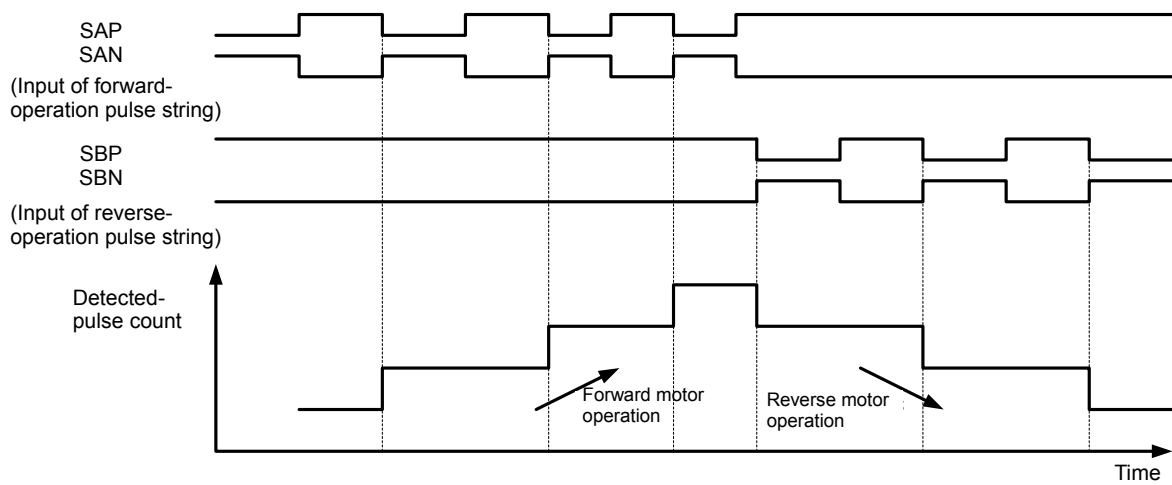 SAP
SAN
(Input of forward-
operation pulse string)
SBP
SBN
(Input of reverse-
operation pulse string)
Detected-
pulse count
Forward motor
operation
Reverse motor
operation
Time